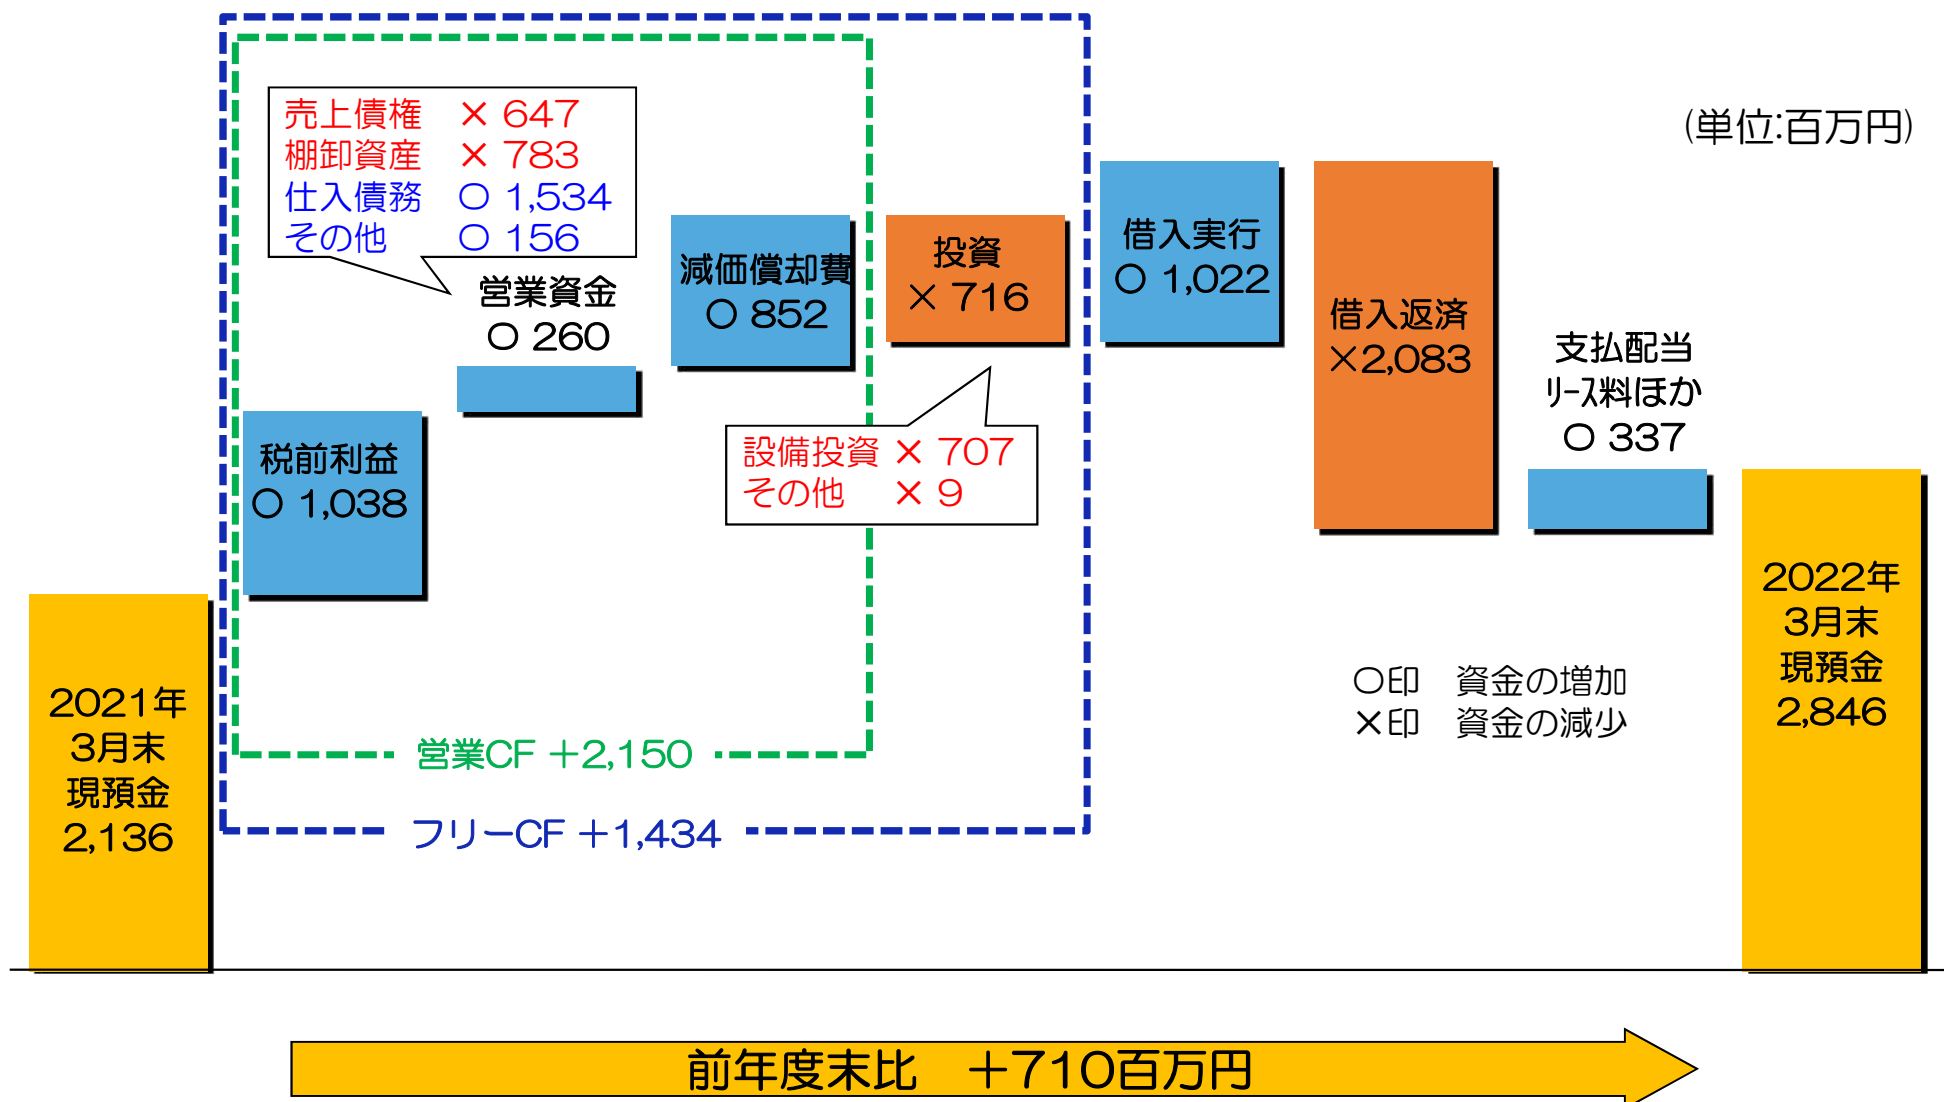 (単位:百万円)
売上債権　× 647
棚卸資産　× 783
仕入債務　〇 1,534
その他　〇 156
営業資金
〇 260
減価償却費
〇 852
投資
× 716
借入実行
〇 1,022
借入返済
×2,083
支払配当
リース料ほか
〇 337
税前利益
〇 1,038
設備投資 × 707
その他　× 9
2021年
3月末
現預金
2,136
2022年
3月末
現預金
2,846
〇印　資金の増加
×印　資金の減少
営業CF ＋2,150
フリーCF ＋1,434
前年度末比　＋710百万円